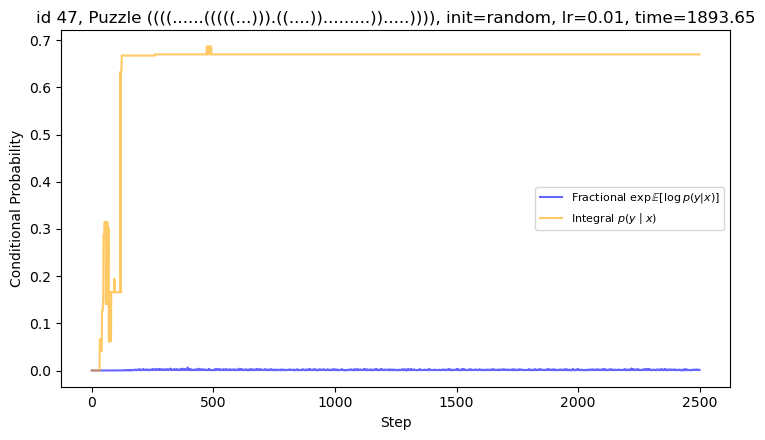 id 47, Puzzle ((((......(((((...))).((....)).........)).....)))), init=random, lr=0.01, time=1893.65
Conditional Probability
0.7
0.6
0.5
0.4
0.3
0.2
0.1
0.0
Fractional exp𝔼[log p(y|x)]
Integral p(y | x)
0
500
1000
1500
2000
2500
Step